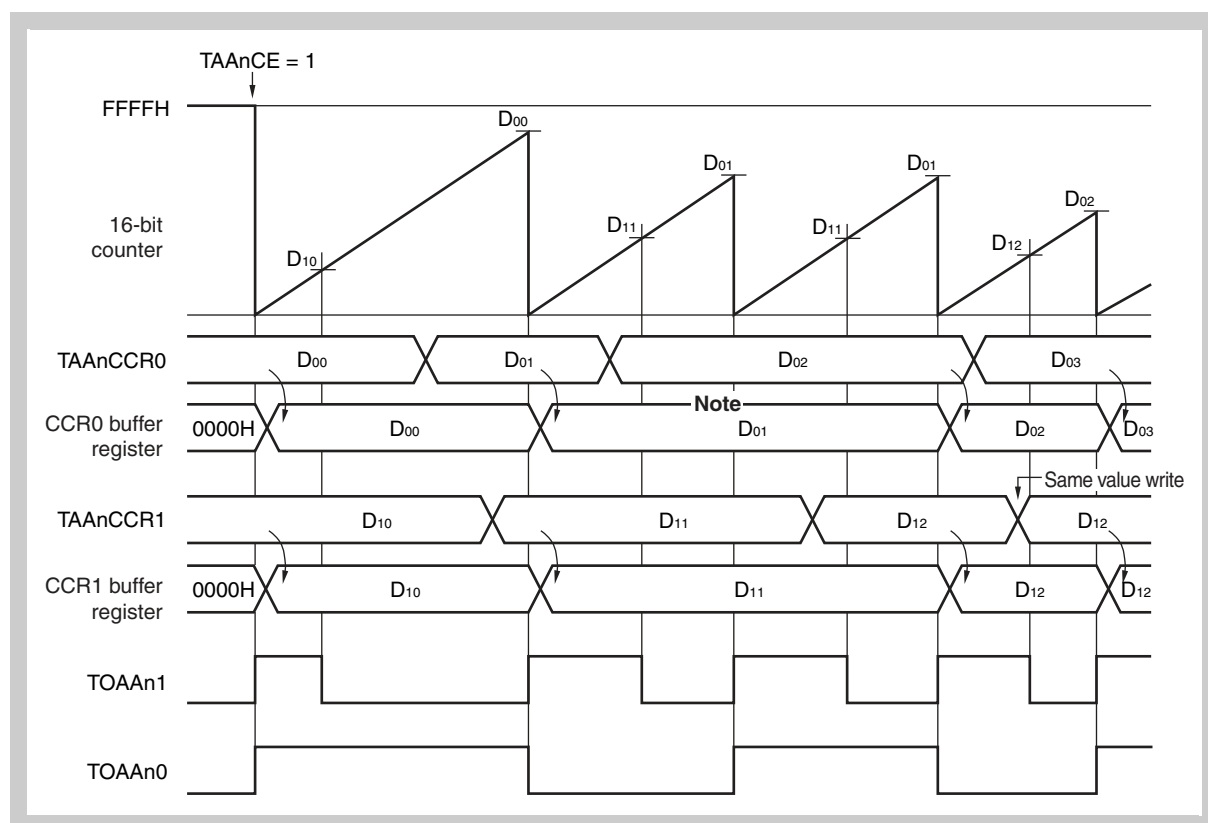 TAAnCE = 1
FFFFH
D00
D01
D01
D02
16-bit
counter
D10
D11
D11
D12
TAAnCCR0
D00
D01
D02
D03
Note
CCR0 buffer
register
0000H
D00
D01
D02
D03
Same value write
TAAnCCR1
D10
D11
D12
D12
CCR1 buffer
register
0000H
D10
D11
D12
D12
TOAAn1
TOAAn0